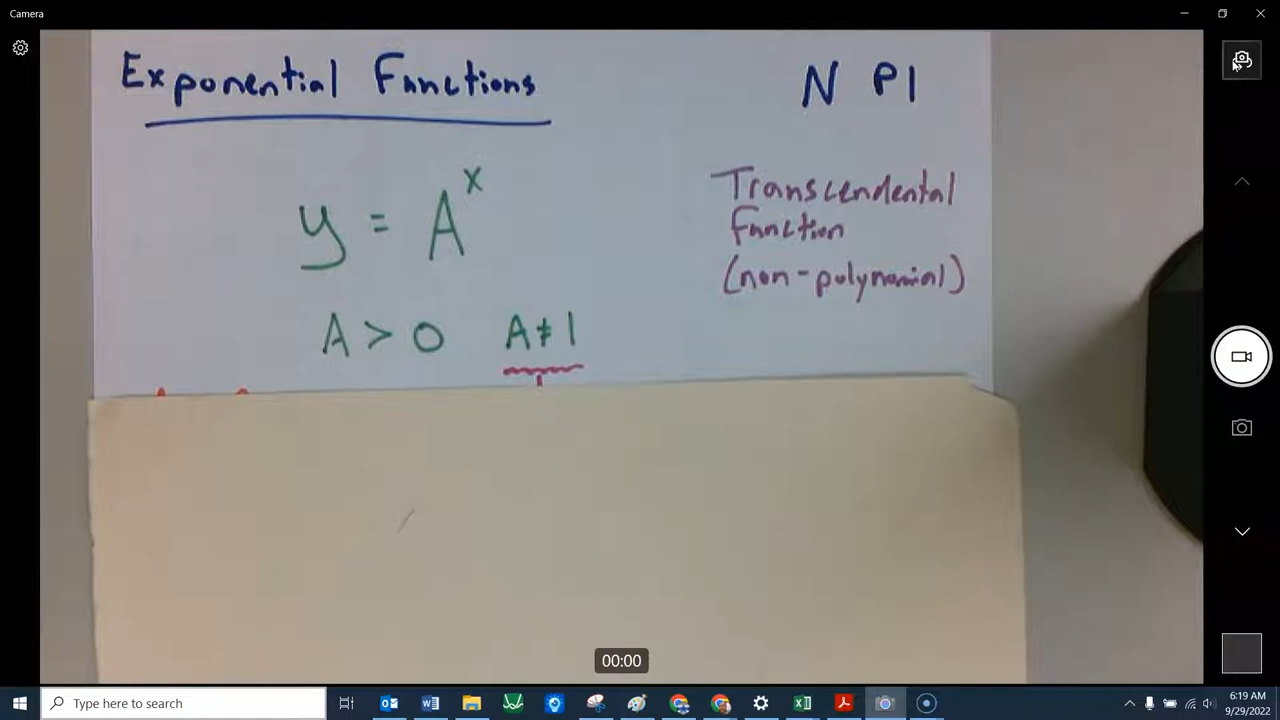 Camera
Exponential Functions
N P1
y = A^x
Transcendental
Function
(non-polynomial)
A > 0 A ≠ 1
00:00
Type here to search
6:19 AM
9/29/2022